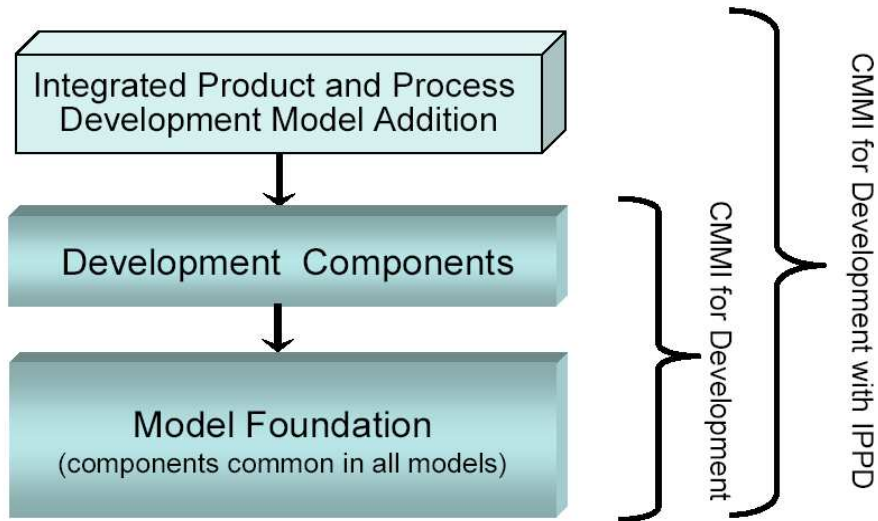 Integrated Product and Process
Development Model Addition
Development Components
Model Foundation
(components common in all models)
CMMI for Development
CMMI for Development with IPPD